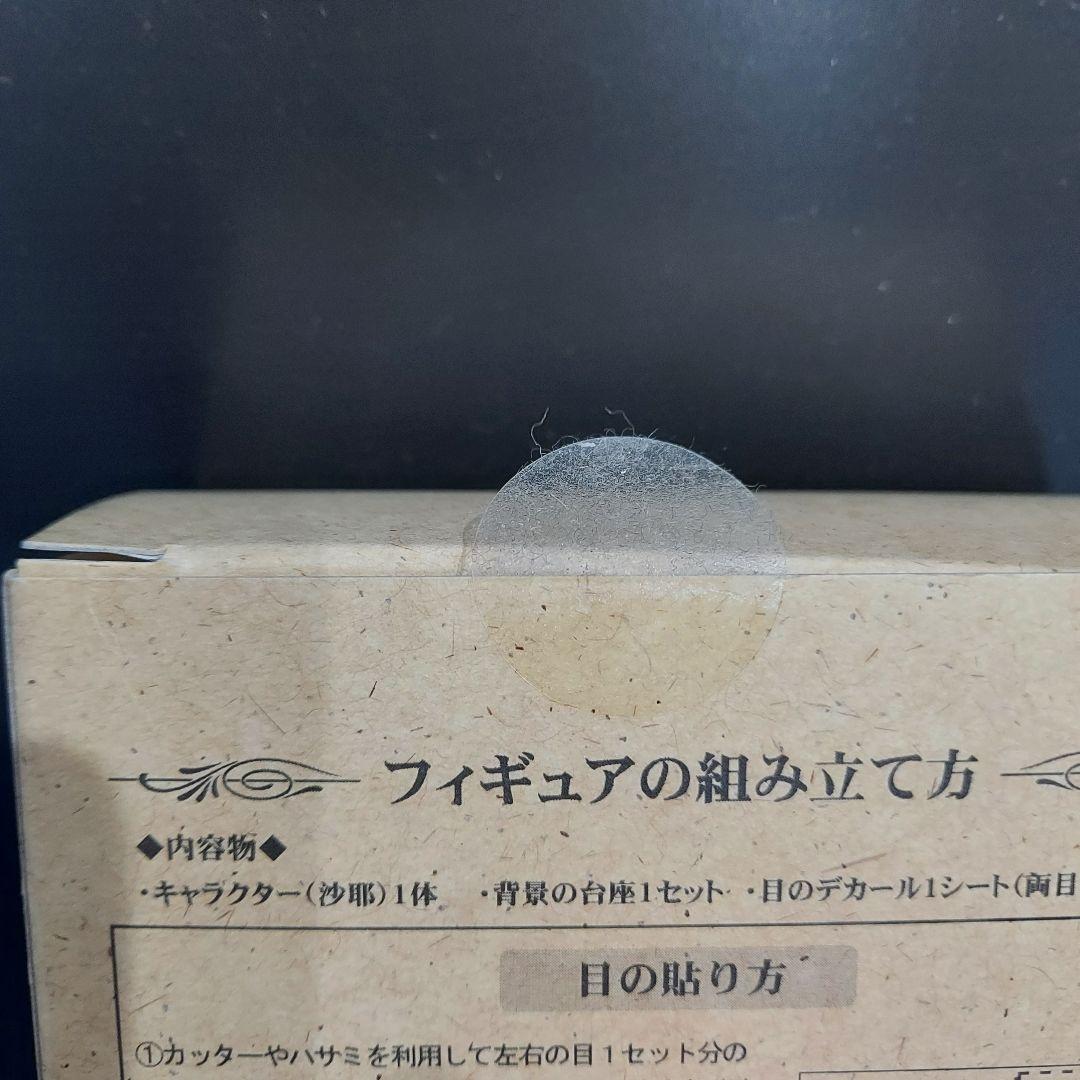 フィギュアの組み立て方
◆内容物◆
・キャラクター（沙耶）1体 ・背景の台座1セット ・目のデカール1シート（両目
目の貼り方
①カッターやハサミを利用して左右の目１セット分の